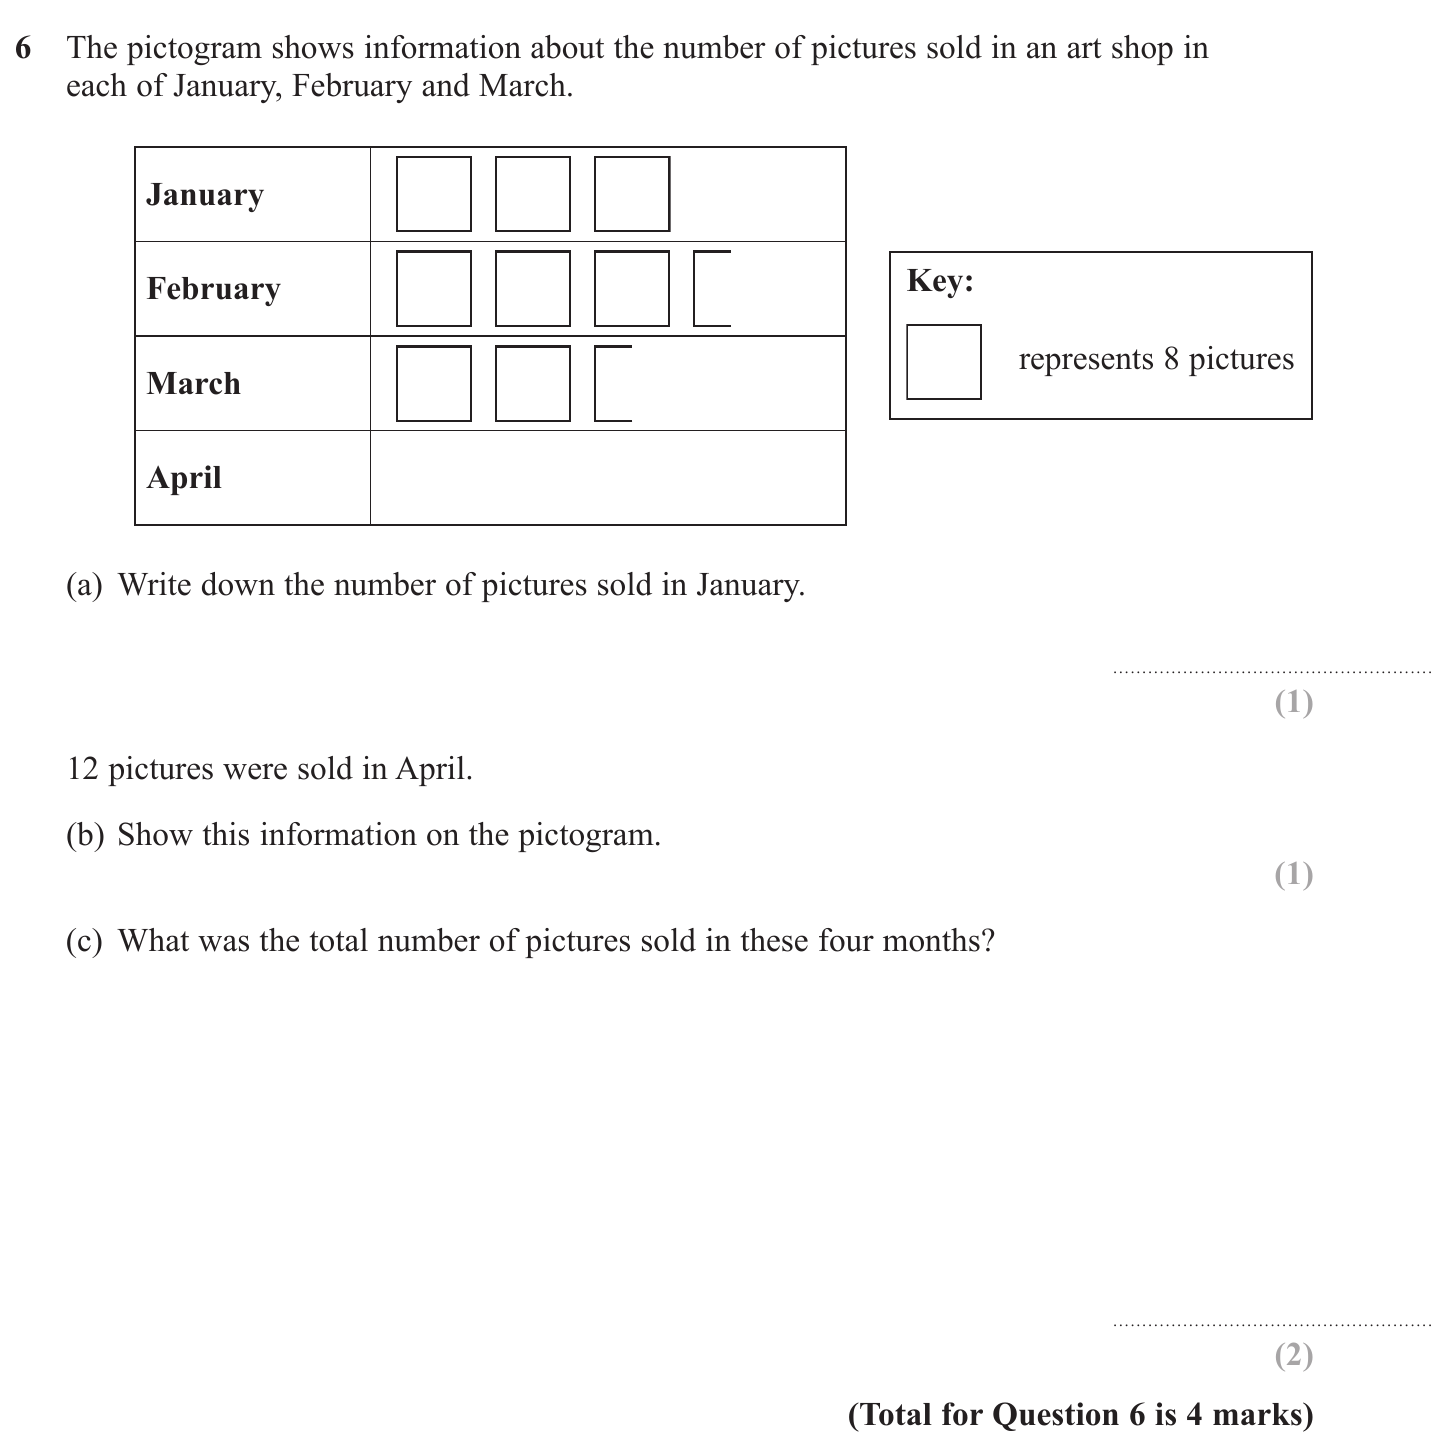 6 The pictogram shows information about the number of pictures sold in an art shop in
each of January, February and March.
January
February
March
April
Key:
represents 8 pictures
(a) Write down the number of pictures sold in January.
(1)
12 pictures were sold in April.
(b) Show this information on the pictogram.
(1)
(c) What was the total number of pictures sold in these four months?
(2)
(Total for Question 6 is 4 marks)